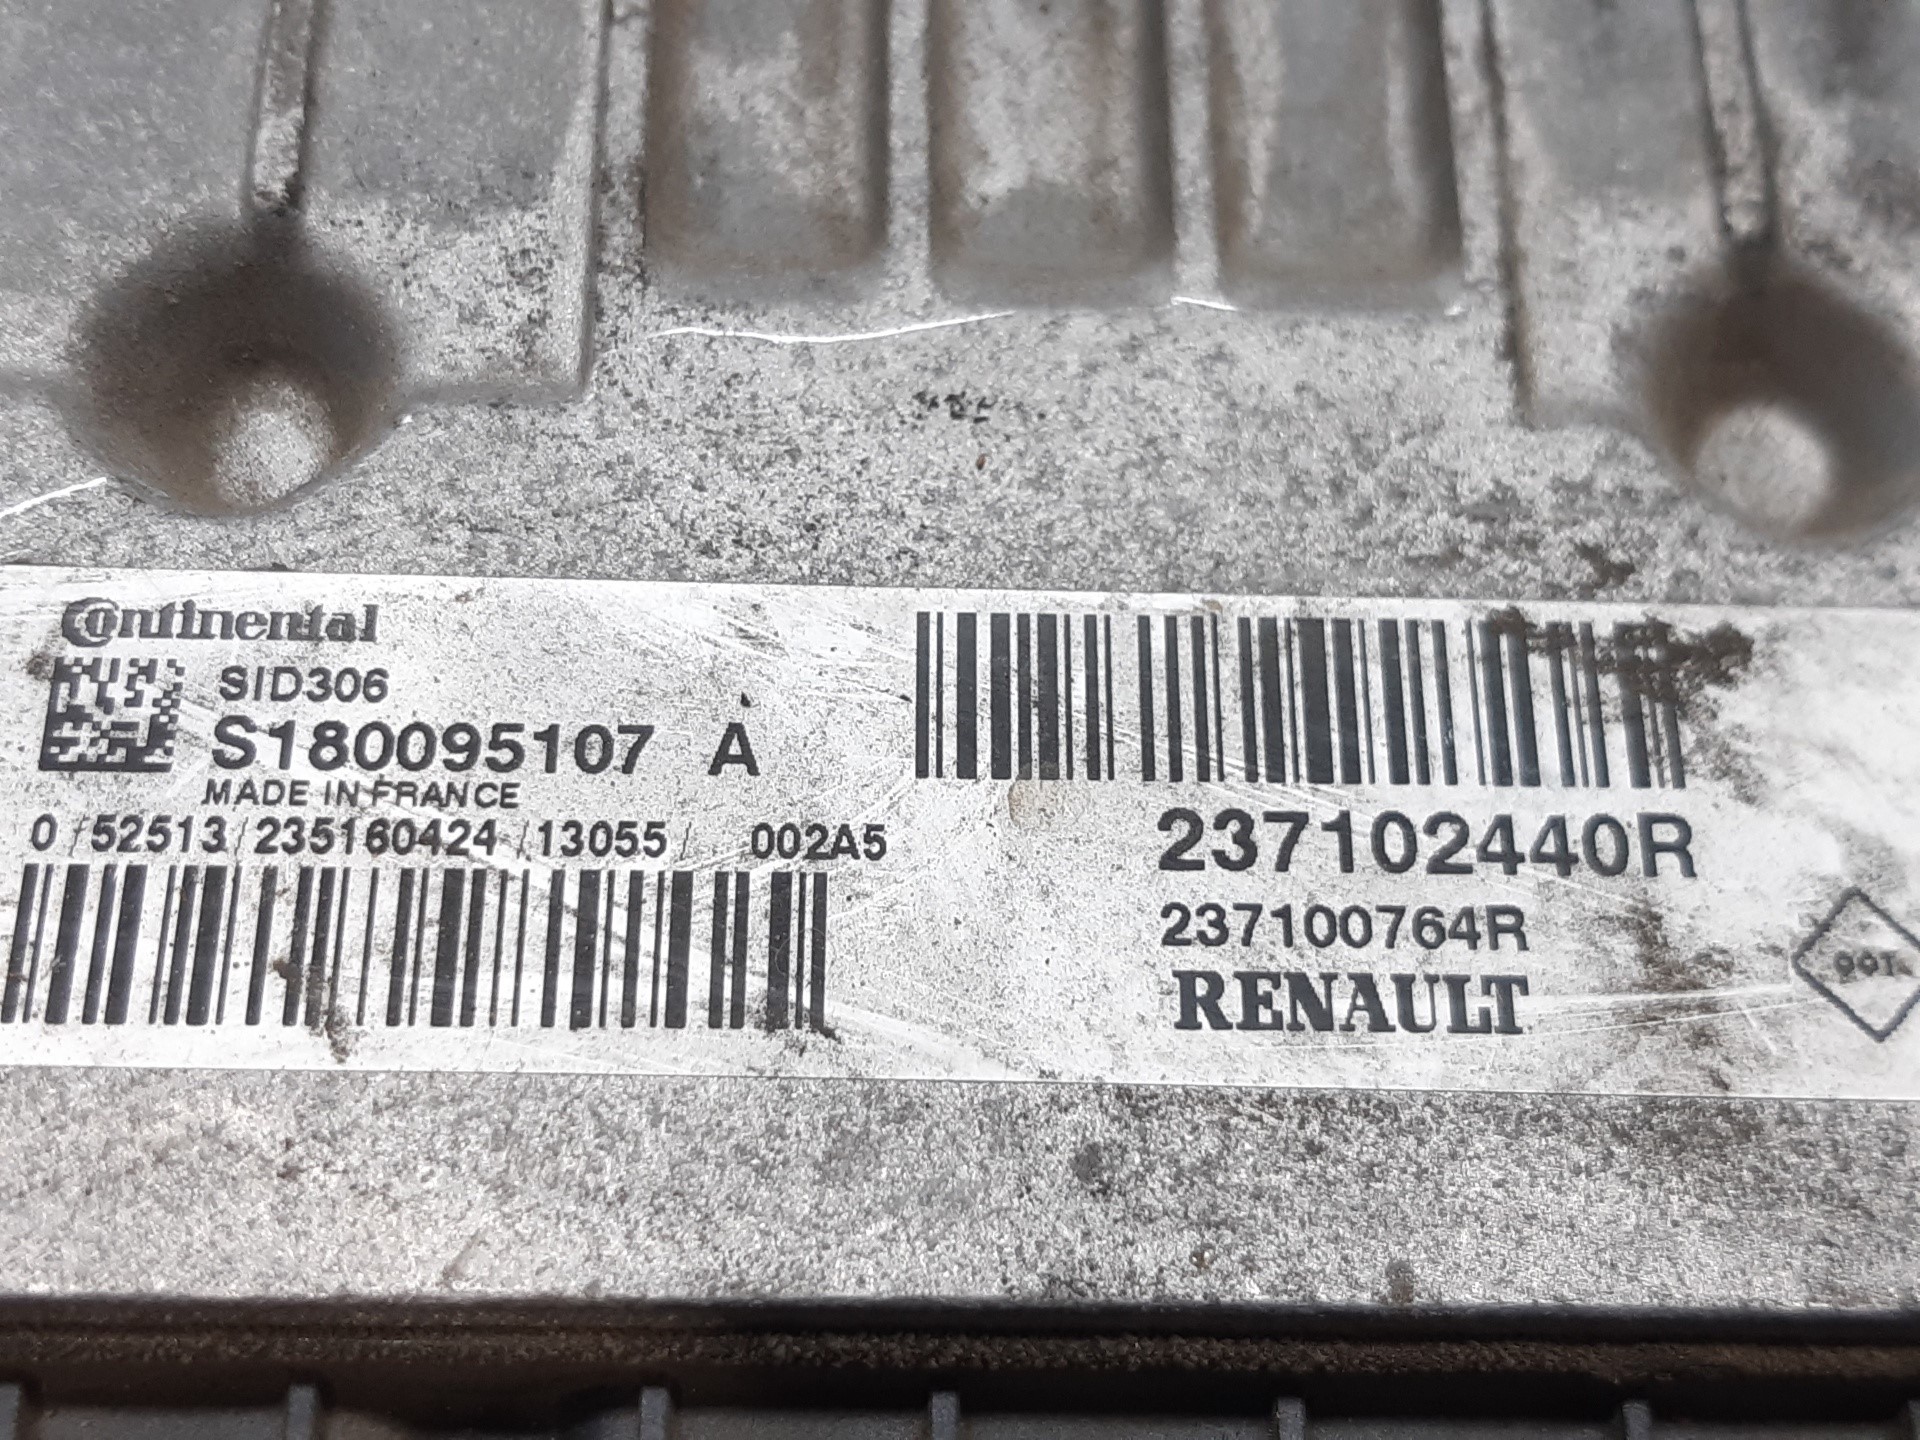 Continental
SID306
S180095107 A
MADE IN FRANCE
0 / 52513 / 235160424 / 13055 / 002A5
237102440R
237100764R
RENAULT